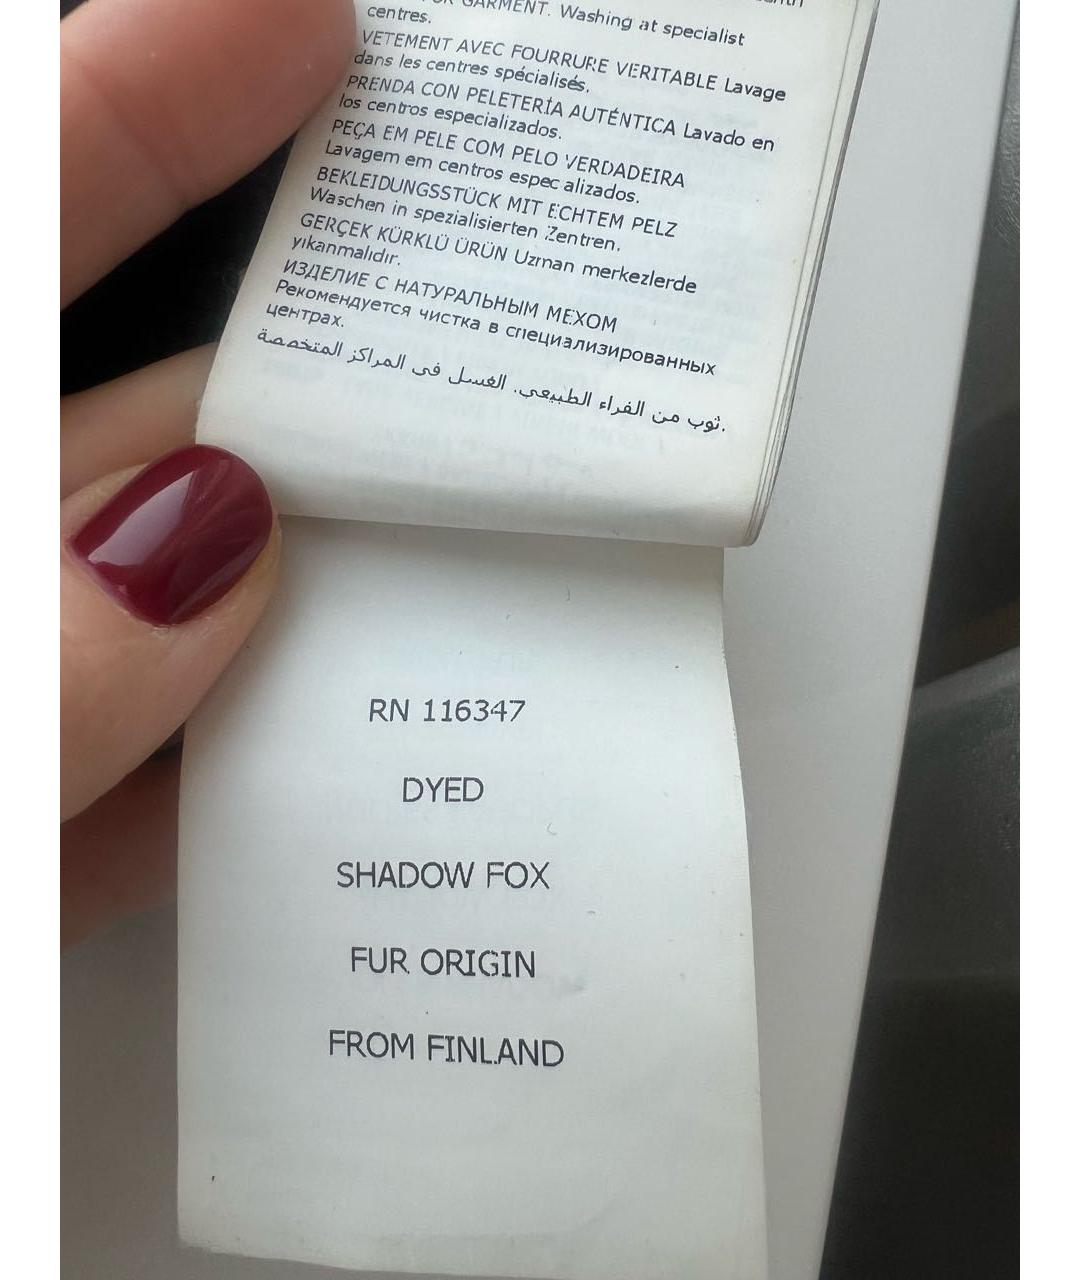 GARMENT. Washing at specialist
centres.
VETEMENT AVEC FOURRURE VERITABLE Lavage
dans les centres spécialisés.
PRENDA CON PELETERÍA AUTÉNTICA Lavado en
los centros especializados.
PEÇA EM PELE COM PELO VERDADEIRA
Lavagem em centros espec alizados.
BEKLEIDUNGSSTÜCK MIT ECHTEM PELZ
Waschen in spezialisierten Zentren.
GERÇEK KÜRKLÜ ÜRÜN Uzman merkezlerde
yıkanmalıdır.
ИЗДЕЛИЕ С НАТУРАЛЬНЫМ МЕХОМ
Рекомендуется чистка в специализированных
центрах.
ثوب من الفراء الطبيعي. الغسل في المراكز المتخصصة.
RN 116347
DYED
SHADOW FOX
FUR ORIGIN
FROM FINLAND